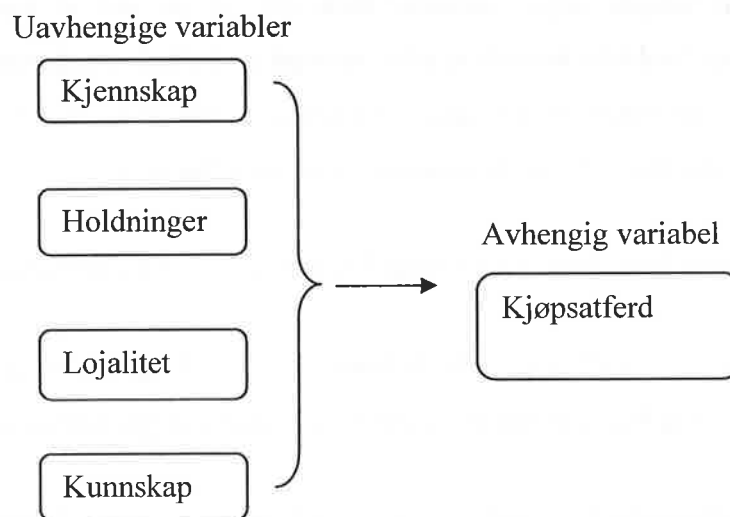 Uavhengige variabler
Kjennskap
Holdninger
Lojalitet
Kunnskap
Avhengig variabel
Kjøpsatferd